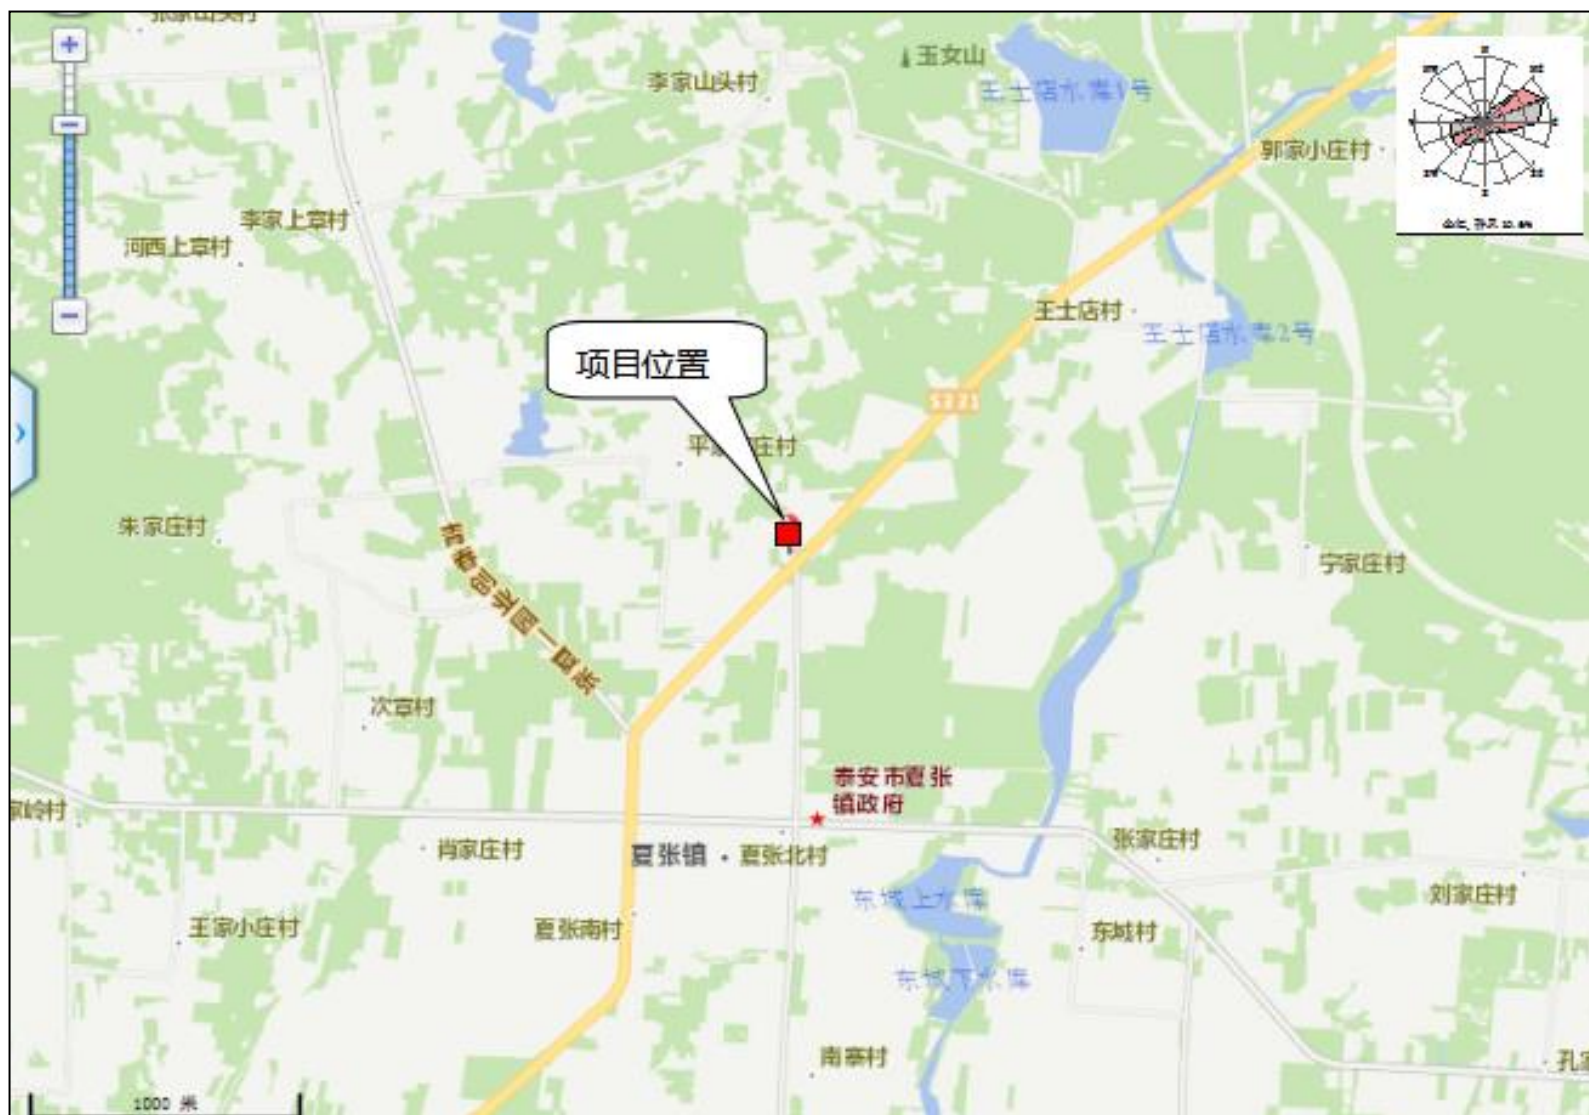 李家山头村
玉女山
王士店水库1号
郭家小庄村
李家上章村
河西上章村
王士店村
王士店水库2号
项目位置
S331
庄村
朱家庄村
宁家庄村
次章村
泰安市夏张
镇政府
家岭村
肖家庄村
夏张镇
夏张北村
张家庄村
东城上水库
刘家庄村
王家小庄村
夏张南村
东城村
东城下水库
南寨村
1000 米